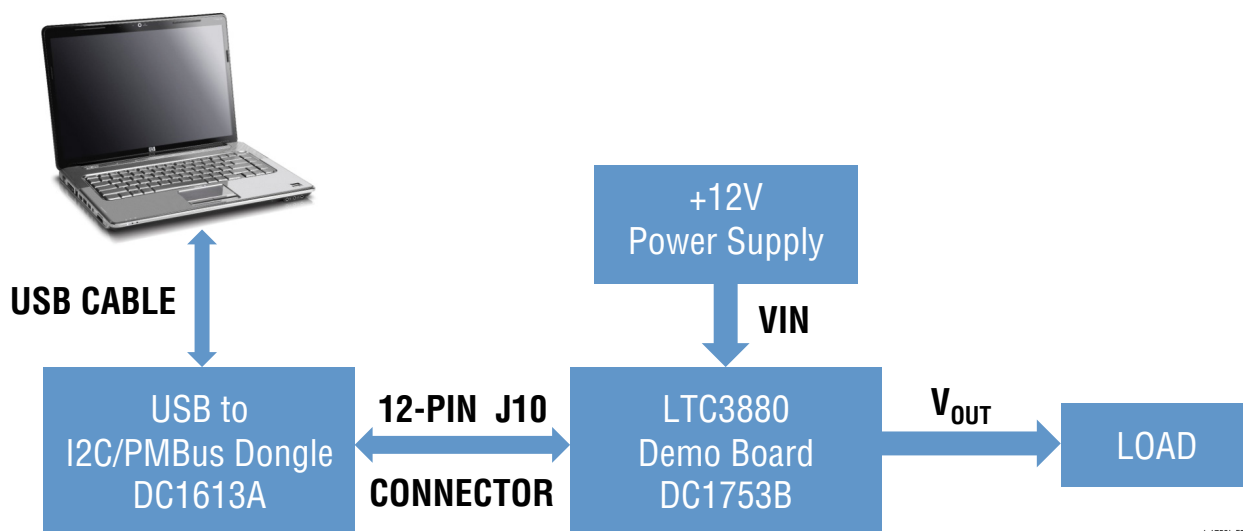 +12V
Power Supply
USB CABLE
VIN
USB to
I2C/PMBus Dongle
DC1613A
12-PIN J10
CONNECTOR
LTC3880
Demo Board
DC1753B
VOUT
LOAD